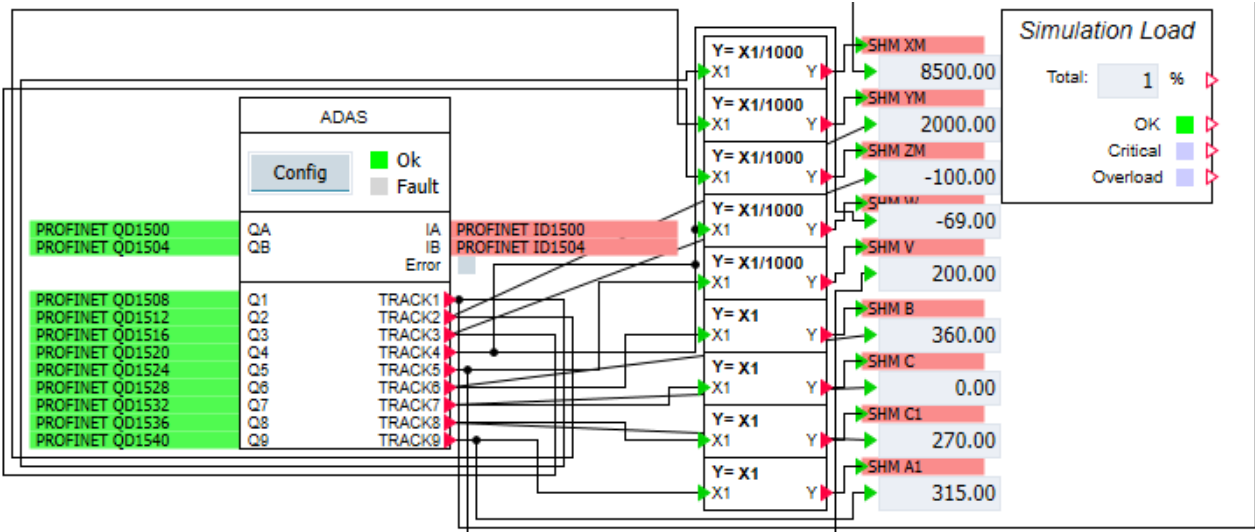 ADAS
Config
Ok
Fault
PROFINET QD1500 QA IA PROFINET ID1500
PROFINET QD1504 QB IB PROFINET ID1504
Error
PROFINET QD1508 Q1 TRACK1
PROFINET QD1512 Q2 TRACK2
PROFINET QD1516 Q3 TRACK3
PROFINET QD1520 Q4 TRACK4
PROFINET QD1524 Q5 TRACK5
PROFINET QD1528 Q6 TRACK6
PROFINET QD1532 Q7 TRACK7
PROFINET QD1536 Q8 TRACK8
PROFINET QD1540 Q9 TRACK9
Y= X1/1000
X1 Y
Y= X1/1000
X1 Y
Y= X1/1000
X1 Y
Y= X1/1000
X1 Y
Y= X1/1000
X1 Y
Y= X1
X1 Y
Y= X1
X1 Y
Y= X1
X1 Y
Y= X1
X1 Y
SHM XM
8500.00
SHM YM
2000.00
SHM ZM
-100.00
SHM W
-69.00
SHM V
200.00
SHM B
360.00
SHM C
0.00
SHM C1
270.00
SHM A1
315.00
Simulation Load
Total: 1 %
OK
Critical
Overload